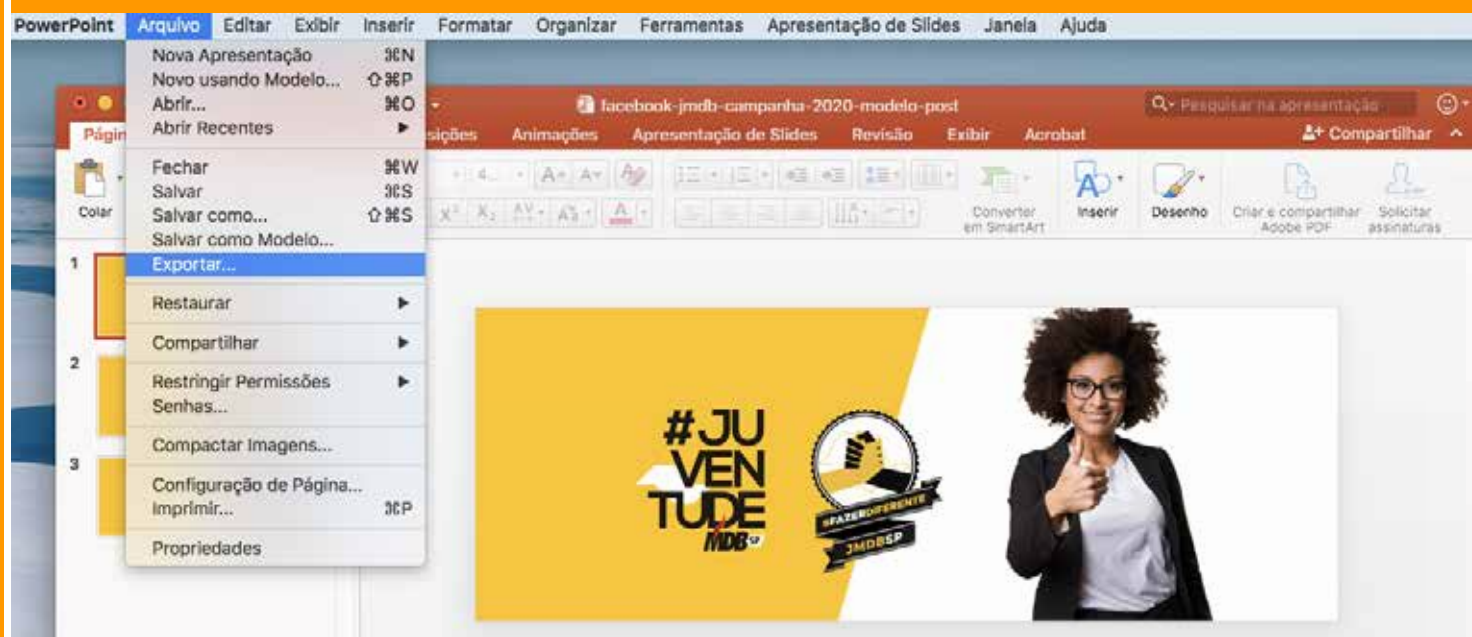 PowerPoint Arquivo Editar Exibir Inserir Formatar Organizar Ferramentas Apresentação de Slides Janela Ajuda
Nova Apresentação ⌘N
Novo usando Modelo... ⇧⌘P
Abrir... ⌘O
Abrir Recentes
Fechar ⌘W
Salvar ⌘S
Salvar como... ⇧⌘S
Salvar como Modelo...
Exportar...
Restaurar
Compartilhar
Restringir Permissões
Senhas...
Compactar Imagens...
Configuração de Página...
Imprimir... ⌘P
Propriedades
facebook-jmdb-campanha-2020-modelo-post
Pesquisar na apresentação
Págin sições Animações Apresentação de Slides Revisão Exibir Acrobat Compartilhar
Colar
Converter
em SmartArt
Inserir
Desenho
Criar e compartilhar
Adobe PDF
Solicitar
assinaturas
1
2
3
#JU
VEN
TUDE
MDB SP
#FAZERDIFERENTE
JMDBSP